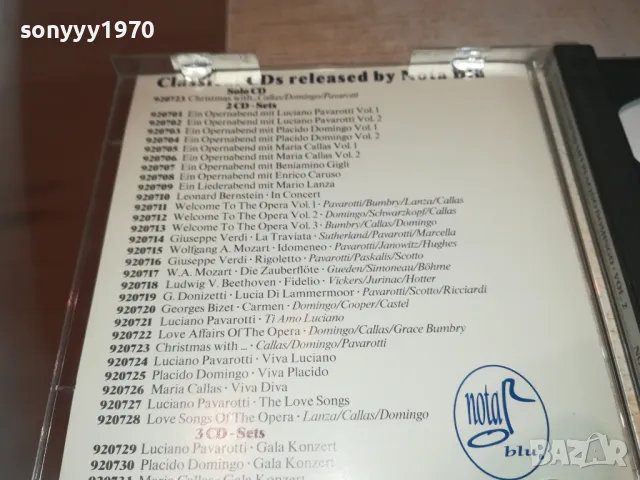 sonyyy1970
Classical CDs released by Nota Blu
Solo CD
920723 Christmas with...Callas/Domingo/Pavarotti
2 CD - Sets
920701 Ein Opernabend mit Luciano Pavarotti Vol. 1
920702 Ein Opernabend mit Luciano Pavarotti Vol. 2
920703 Ein Opernabend mit Placido Domingo Vol. 1
920704 Ein Opernabend mit Placido Domingo Vol. 2
920705 Ein Opernabend mit Maria Callas Vol. 1
920706 Ein Opernabend mit Maria Callas Vol. 2
920707 Ein Opernabend mit Beniamino Gigli
920708 Ein Opernabend mit Enrico Caruso
920709 Ein Liederabend mit Mario Lanza
920710 Leonard Bernstein · In Concert
920711 Welcome To The Opera Vol. 1 · Pavarotti/Bumbry/Lanza/Callas
920712 Welcome To The Opera Vol. 2 · Domingo/Schwarzkopf/Callas
920713 Welcome To The Opera Vol. 3 · Bumbry/Callas/Domingo
920714 Giuseppe Verdi · La Traviata · Sutherland/Pavarotti/Marcella
920715 Wolfgang A. Mozart · Idomeneo · Pavarotti/Janowitz/Hughes
920716 Giuseppe Verdi · Rigoletto · Pavarotti/Paskalis/Scotto
920717 W.A. Mozart · Die Zauberflöte · Gueden/Simoneau/Böhme
920718 Ludwig V. Beethoven · Fidelio · Vickers/Jurinac/Hotter
920719 G. Donizetti · Lucia Di Lammermoor · Pavarotti/Scotto/Ricciardi
920720 Georges Bizet · Carmen · Domingo/Cooper/Castel
920721 Luciano Pavarotti · Ti Amo Luciano
920722 Love Affairs Of The Opera · Domingo/Callas/Grace Bumbry
920723 Christmas with ... · Callas/Domingo/Pavarotti
920724 Luciano Pavarotti · Viva Luciano
920725 Placido Domingo · Viva Placido
920726 Maria Callas · Viva Diva
920727 Luciano Pavarotti · The Love Songs
920728 Love Songs Of The Opera · Lanza/Callas/Domingo
3 CD - Sets
920729 Luciano Pavarotti · Gala Konzert
920730 Placido Domingo · Gala Konzert
920731 Maria Callas · Gala Konzert
nota
blu
bazar.bg